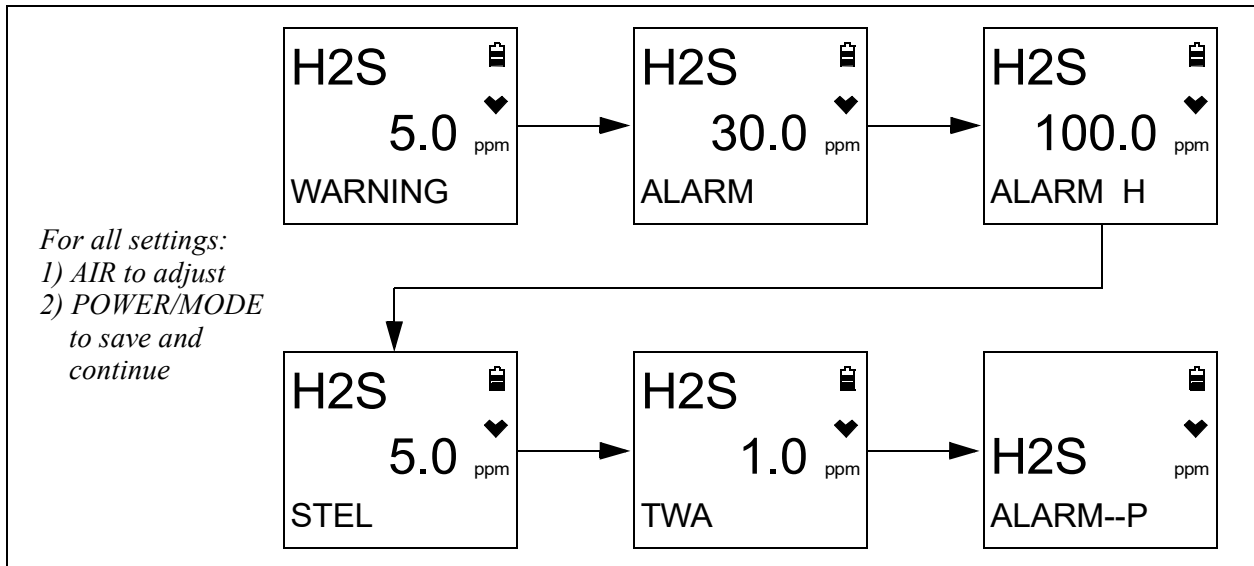 H2S
5.0 ppm
WARNING
H2S
30.0 ppm
ALARM
H2S
100.0 ppm
ALARM H
For all settings:
1) AIR to adjust
2) POWER/MODE
to save and
continue
H2S
5.0 ppm
STEL
H2S
1.0 ppm
TWA
H2S ppm
ALARM--P